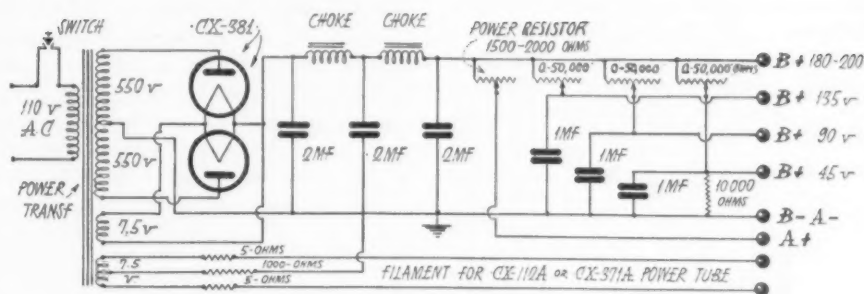 SWITCH
CX-381
CHOKE
CHOKE
POWER RESISTOR
1500-2000 OHMS
0-50,000
0-50,000
0-50,000 OHMS
B+ 180-200
B+ 135 v
B+ 90 v
B+ 45 v
B- A-
A+
110 v
A.C
550 v
550 v
POWER
TRANSF
7.5 v
7.5
v
2MF
2MF
2MF
1MF
1MF
1MF
10 000
OHMS
5-OHMS
1000-OHMS
5-OHMS
FILAMENT FOR CX-112A OR CX-371A POWER TUBE